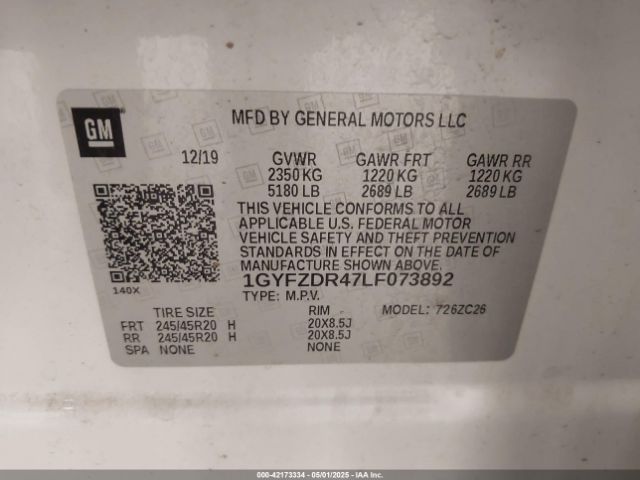 GM
MFD BY GENERAL MOTORS LLC
12/19 GVWR GAWR FRT GAWR RR
2350 KG 1220 KG 1220 KG
5180 LB 2689 LB 2689 LB
THIS VEHICLE CONFORMS TO ALL
APPLICABLE U.S. FEDERAL MOTOR
VEHICLE SAFETY AND THEFT PREVENTION
STANDARDS IN EFFECT ON THE DATE OF
MANUFACTURE SHOWN ABOVE.
140X 1GYFZDR47LF073892
TYPE: M.P.V. MODEL: 726ZC26
TIRE SIZE RIM
FRT 245/45R20 H 20X8.5J
RR 245/45R20 H 20X8.5J
SPA NONE NONE
000-42173334 - 05/01/2025 - IAA, LLC.